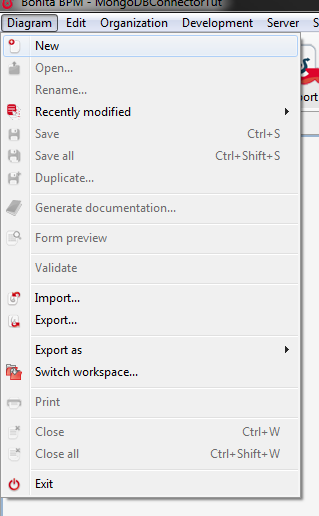 Bonita BPM - MongoDBConnectorTut
Diagram Edit Organization Development Server S
New
Open...
Rename...
Recently modified
Save Ctrl+S
Save all Ctrl+Shift+S
Duplicate...
Generate documentation...
Form preview
Validate
Import...
Export...
Export as
Switch workspace...
Print
Close Ctrl+W
Close all Ctrl+Shift+W
Exit
ort